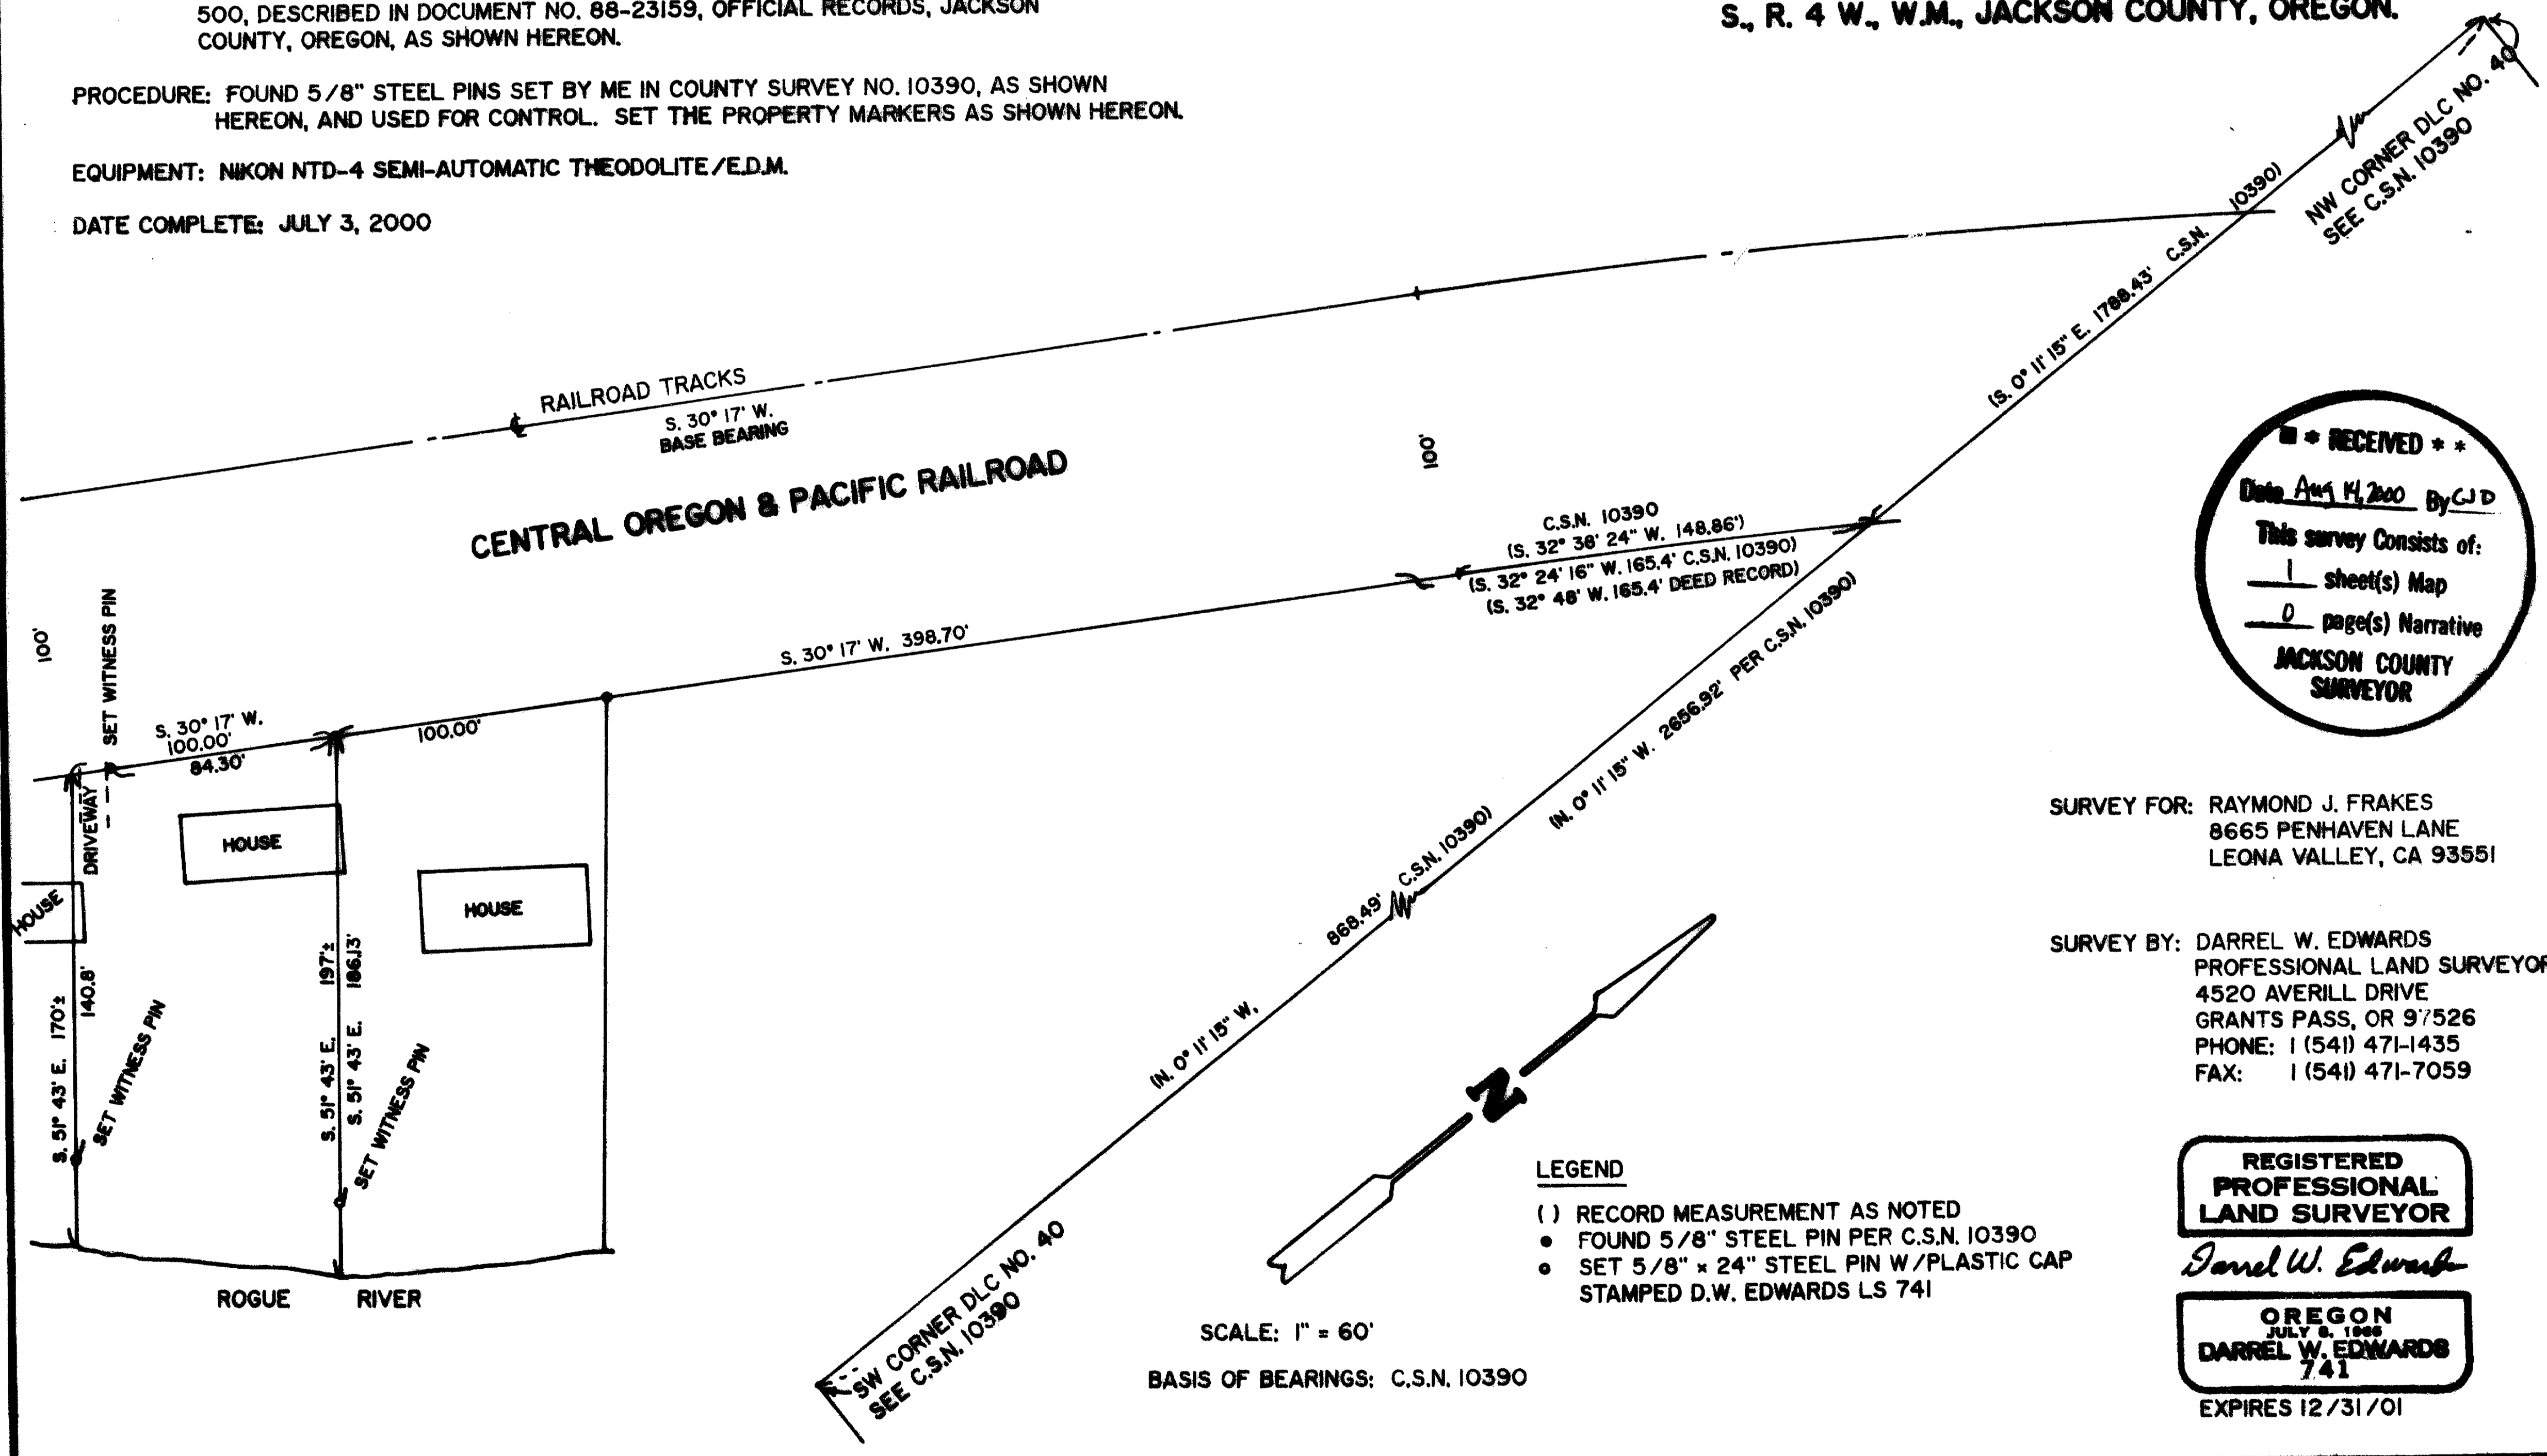 500, DESCRIBED IN DOCUMENT NO. 88-23159, OFFICIAL RECORDS, JACKSON
COUNTY, OREGON, AS SHOWN HEREON.
S., R. 4 W., W.M., JACKSON COUNTY, OREGON.
PROCEDURE: FOUND 5/8" STEEL PINS SET BY ME IN COUNTY SURVEY NO. 10390, AS SHOWN
HEREON, AND USED FOR CONTROL. SET THE PROPERTY MARKERS AS SHOWN HEREON.
EQUIPMENT: NIKON NTD-4 SEMI-AUTOMATIC THEODOLITE/E.D.M.
DATE COMPLETE: JULY 3, 2000
NW CORNER DLC NO. 40
SEE C.S.N. 10390
(S. 0° 11' 15" E. 1788.43' C.S.N. 10390)
RAILROAD TRACKS
S. 30° 17' W.
BASE BEARING
CENTRAL OREGON & PACIFIC RAILROAD
100'
C.S.N. 10390
(S. 32° 36' 24" W. 148.86')
(S. 32° 24' 16" W. 165.4' C.S.N. 10390)
(S. 32° 48' W. 165.4' DEED RECORD)
S. 30° 17' W. 398.70'
(N. 0° 11' 15" W. 2656.92' PER C.S.N. 10390)
(N. 0° 11' 15" W. 868.49' C.S.N. 10390)
100'
SET WITNESS PIN
S. 30° 17' W.
100.00'
84.30'
100.00'
DRIVEWAY
HOUSE
HOUSE
HOUSE
S. 51° 43' E. 170'±
140.8'
SET WITNESS PIN
S. 51° 43' E. 197'±
S. 51° 43' E. 186.13'
SET WITNESS PIN
ROGUE RIVER
SW CORNER DLC NO. 40
SEE C.S.N. 10390
N
SCALE: 1" = 60'
BASIS OF BEARINGS: C.S.N. 10390
LEGEND
( ) RECORD MEASUREMENT AS NOTED
● FOUND 5/8" STEEL PIN PER C.S.N. 10390
o SET 5/8" x 24" STEEL PIN W/PLASTIC CAP
STAMPED D.W. EDWARDS LS 741
* RECEIVED * *
Date Aug 14, 2000 By CJD
This survey Consists of:
1 sheet(s) Map
0 page(s) Narrative
JACKSON COUNTY
SURVEYOR
SURVEY FOR: RAYMOND J. FRAKES
8665 PENHAVEN LANE
LEONA VALLEY, CA 93551
SURVEY BY: DARREL W. EDWARDS
PROFESSIONAL LAND SURVEYOR
4520 AVERILL DRIVE
GRANTS PASS, OR 97526
PHONE: 1 (541) 471-1435
FAX: 1 (541) 471-7059
REGISTERED
PROFESSIONAL
LAND SURVEYOR
Darrel W. Edwards
OREGON
JULY 8, 1966
DARREL W. EDWARDS
741
EXPIRES 12/31/01